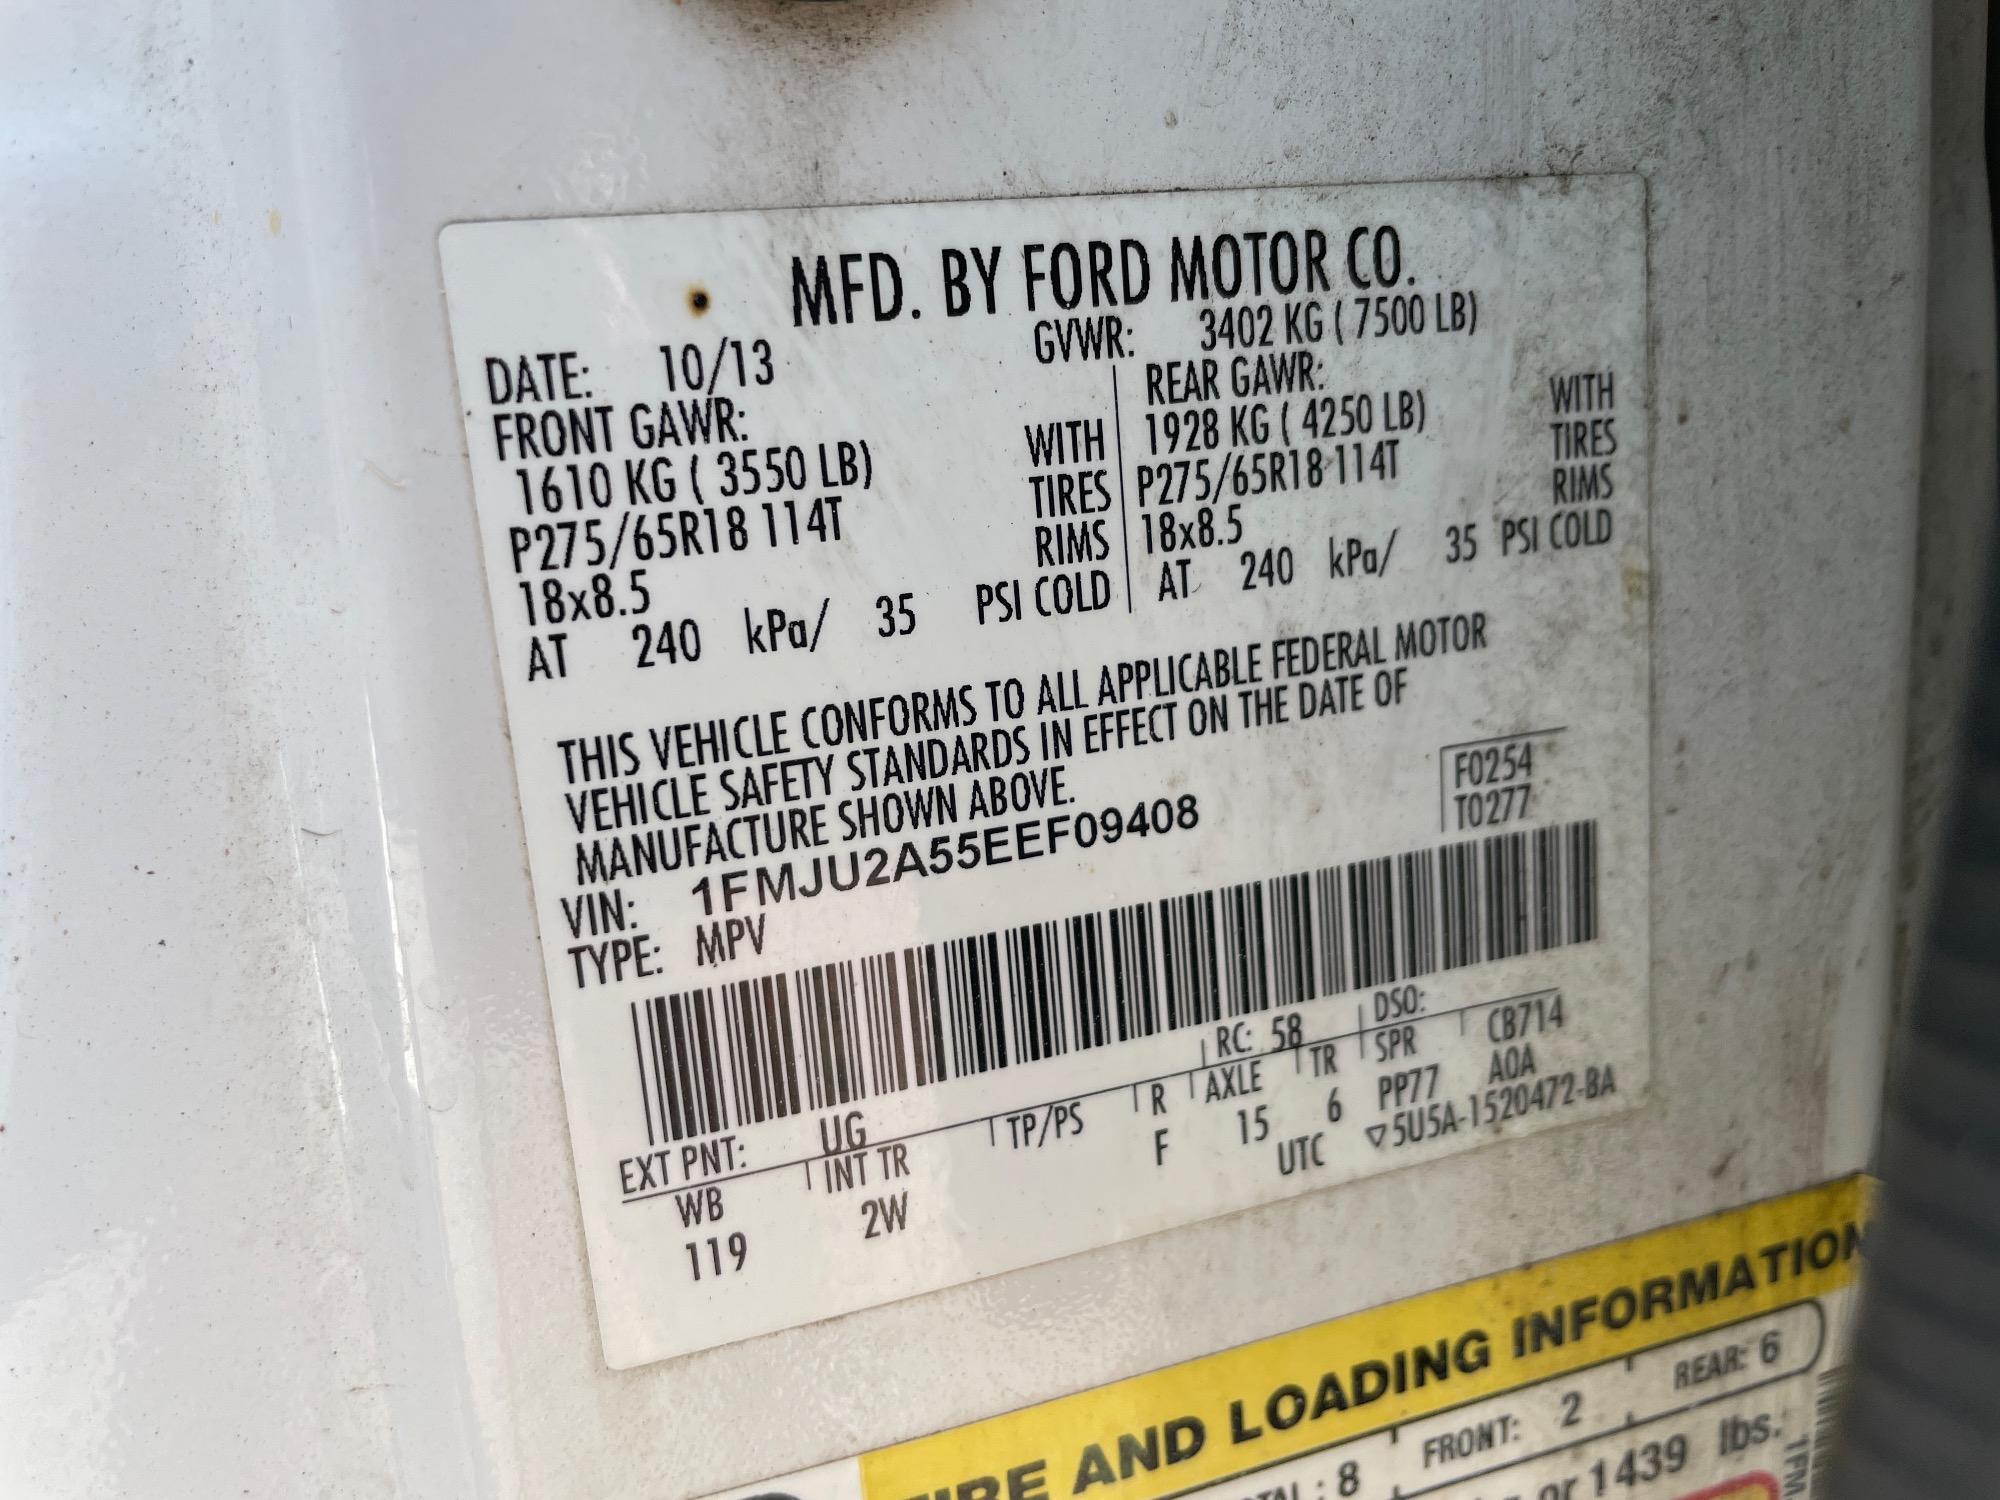 MFD. BY FORD MOTOR CO.
DATE: 10/13
GVWR: 3402 KG ( 7500 LB)
FRONT GAWR:
1610 KG ( 3550 LB) WITH
P275/65R18 114T TIRES
18x8.5 RIMS
AT 240 kPa/ 35 PSI COLD
REAR GAWR:
1928 KG ( 4250 LB) WITH
P275/65R18 114T TIRES
18x8.5 RIMS
AT 240 kPa/ 35 PSI COLD
THIS VEHICLE CONFORMS TO ALL APPLICABLE FEDERAL MOTOR
VEHICLE SAFETY STANDARDS IN EFFECT ON THE DATE OF
MANUFACTURE SHOWN ABOVE.
F0254
T0277
VIN: 1FMJU2A55EEF09408
TYPE: MPV
EXT PNT: UG RC: 58 DSO:
WB INT TR TP/PS R AXLE TR SPR CB714
119 2W F 15 6 PP77 AOA
UTC ▽5U5A-1520472-BA
AND LOADING INFORMATION
: 8 FRONT: 2 REAR: 6
or 1439 lbs.